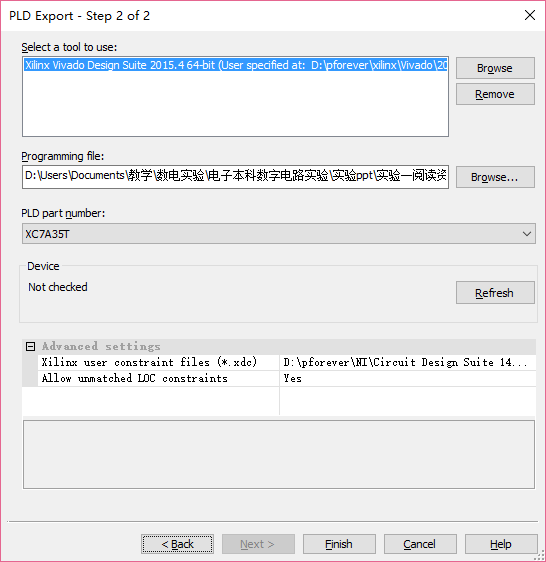 PLD Export - Step 2 of 2
Select a tool to use:
Xilinx Vivado Design Suite 2015.4 64-bit (User specified at: D:\pforever\xilinx\Vivado\20
Browse
Remove
Programming file:
D:\Users\Documents\教学\数电实验\电子本科数字电路实验\实验ppt\实验一阅读资
Browse...
PLD part number:
XC7A35T
Device
Not checked
Refresh
Advanced settings
Xilinx user constraint files (*.xdc) D:\pforever\NI\Circuit Design Suite 14...
Allow unmatched LOC constraints Yes
< Back
Next >
Finish
Cancel
Help